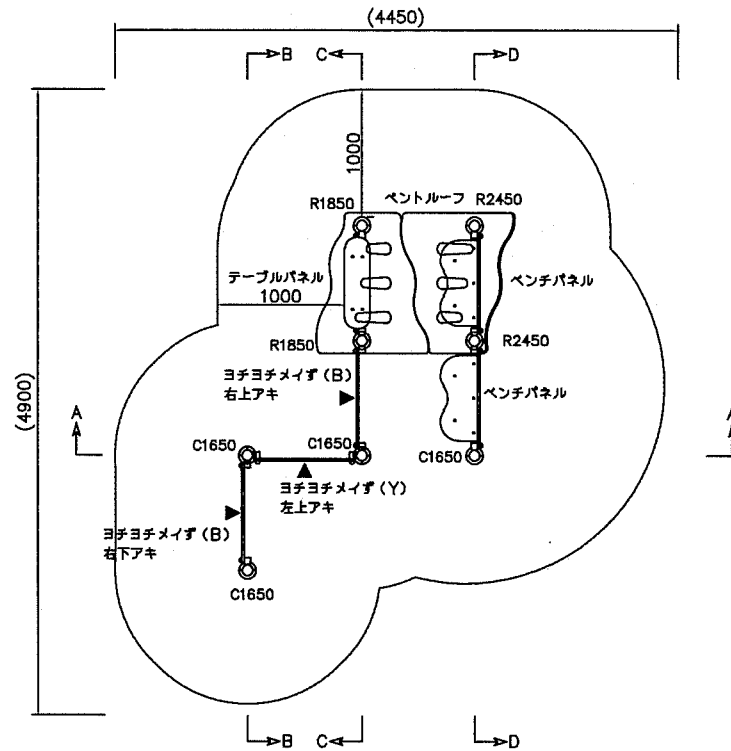 (4450)
B
C
D
1000
ペントルーフ
R2450
R1850
テーブルパネル
1000
ベンチパネル
(4900)
R1850
R2450
ヨチヨチメイず(B)
右上アキ
ベンチパネル
A
A
C1650
C1650
C1650
ヨチヨチメイず(Y)
左上アキ
ヨチヨチメイず(B)
右下アキ
C1650
B
C
D